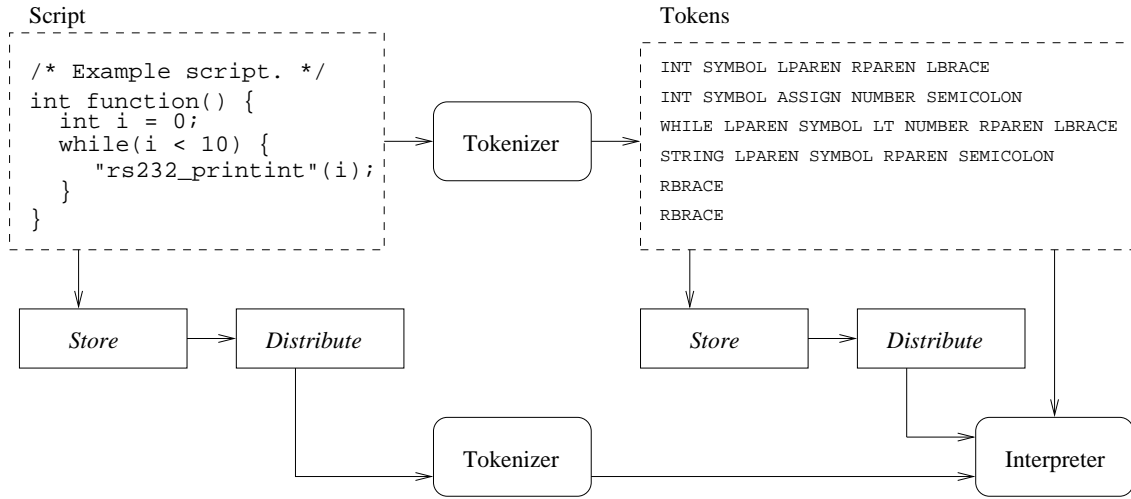 Script
/* Example script. */
int function() {
int i = 0;
while(i < 10) {
"rs232_printint"(i);
}
}
Tokenizer
Tokens
INT SYMBOL LPAREN RPAREN LBRACE
INT SYMBOL ASSIGN NUMBER SEMICOLON
WHILE LPAREN SYMBOL LT NUMBER RPAREN LBRACE
STRING LPAREN SYMBOL RPAREN SEMICOLON
RBRACE
RBRACE
Store
Distribute
Store
Distribute
Tokenizer
Interpreter